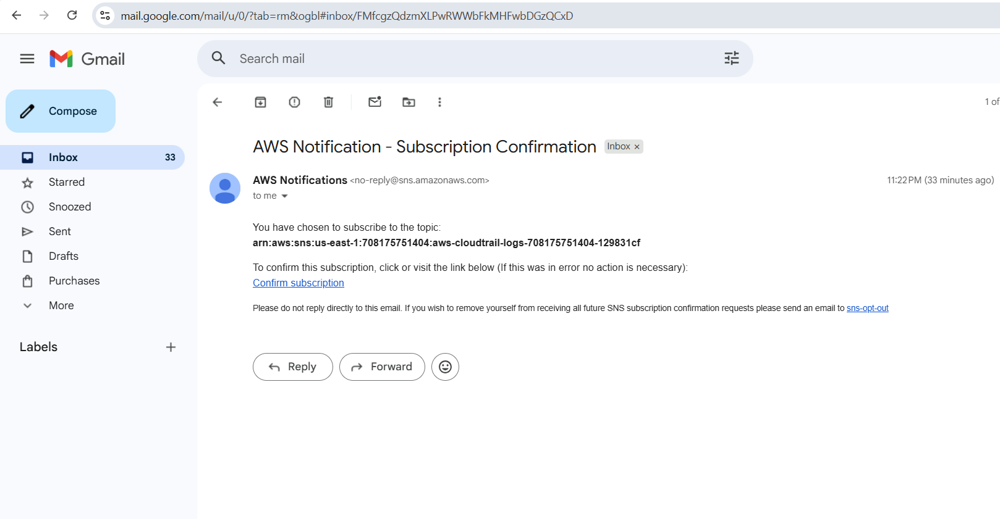 mail.google.com/mail/u/0/?tab=rm&ogbl#inbox/FMfcgzQdzmXLPwRWWbFkMHFwbDGzQCxD
Gmail
Search mail
Compose
1 of
AWS Notification - Subscription Confirmation Inbox ×
Inbox 33
Starred
Snoozed
Sent
Drafts
Purchases
More
Labels
AWS Notifications <no-reply@sns.amazonaws.com> 11:22 PM (33 minutes ago)
to me
You have chosen to subscribe to the topic:
arn:aws:sns:us-east-1:708175751404:aws-cloudtrail-logs-708175751404-129831cf
To confirm this subscription, click or visit the link below (If this was in error no action is necessary):
Confirm subscription
Please do not reply directly to this email. If you wish to remove yourself from receiving all future SNS subscription confirmation requests please send an email to sns-opt-out
Reply
Forward